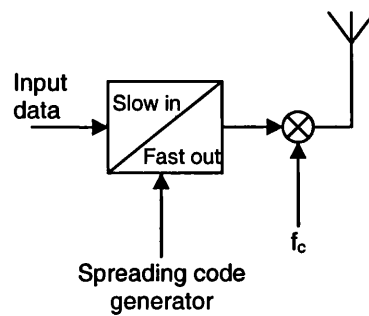 Input
data
Slow in
Fast out
fc
Spreading code
generator